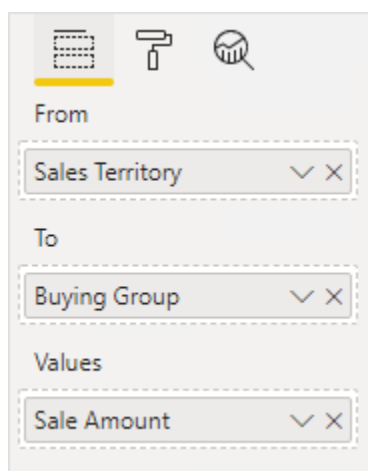 From
Sales Territory
To
Buying Group
Values
Sale Amount